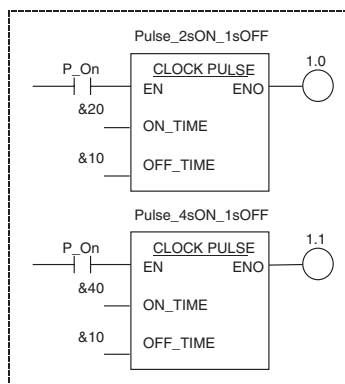 Pulse_2sON_1sOFF
P_On
CLOCK PULSE
1.0
EN ENO
&20
ON_TIME
&10
OFF_TIME
Pulse_4sON_1sOFF
P_On
CLOCK PULSE
1.1
EN ENO
&40
ON_TIME
&10
OFF_TIME